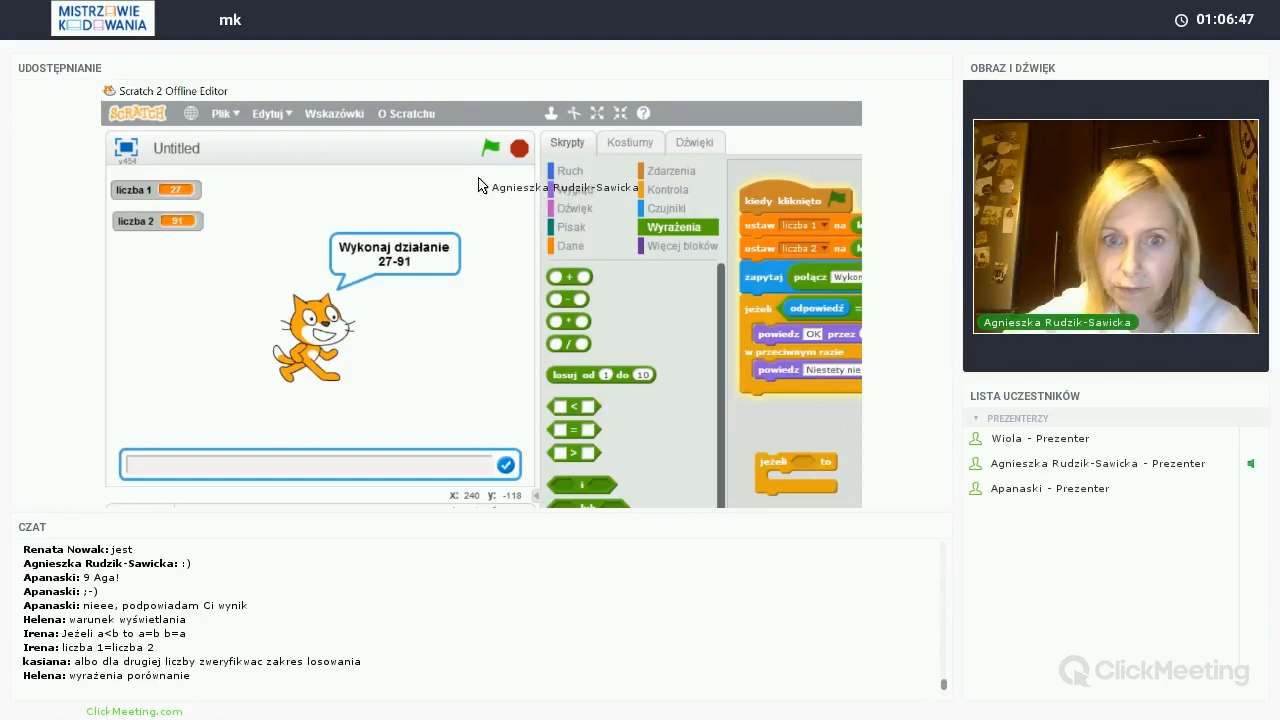 MISTRZOWIE
KODOWANIA
mk
01:06:47
UDOSTĘPNIANIE
Scratch 2 Offline Editor
SCRATCH
Plik
Edytuj
Wskazówki
O Scratchu
v454
Untitled
liczba 1 27
liczba 2 91
Wykonaj działanie
27-91
x: 240 y: -118
Skrypty
Kostiumy
Dźwięki
Ruch
Zdarzenia
Agnieszka Rudzik-Sawicka
Kontrola
Dźwięk
Czujniki
Pisak
Wyrażenia
Dane
Więcej bloków
+
-
*
/
losuj od 1 do 10
<
=
>
i
kiedy kliknięto
ustaw liczba 1 na
ustaw liczba 2 na
zapytaj połącz Wykon
jeżeli odpowiedź =
powiedz OK przez
w przeciwnym razie
powiedz Niestety nie
jeżeli to
OBRAZ I DŹWIĘK
Agnieszka Rudzik-Sawicka
LISTA UCZESTNIKÓW
PREZENTERZY
Wiola - Prezenter
Agnieszka Rudzik-Sawicka - Prezenter
Apanaski - Prezenter
CZAT
Renata Nowak: jest
Agnieszka Rudzik-Sawicka: :)
Apanaski: 9 Aga!
Apanaski: ;-)
Apanaski: nieee, podpowiadam Ci wynik
Helena: warunek wyświetlania
Irena: Jeżeli a<b to a=b b=a
Irena: liczba 1=liczba 2
kasiana: albo dla drugiej liczby zweryfikwac zakres losowania
Helena: wyrażenia porównanie
ClickMeeting
ClickMeeting.com